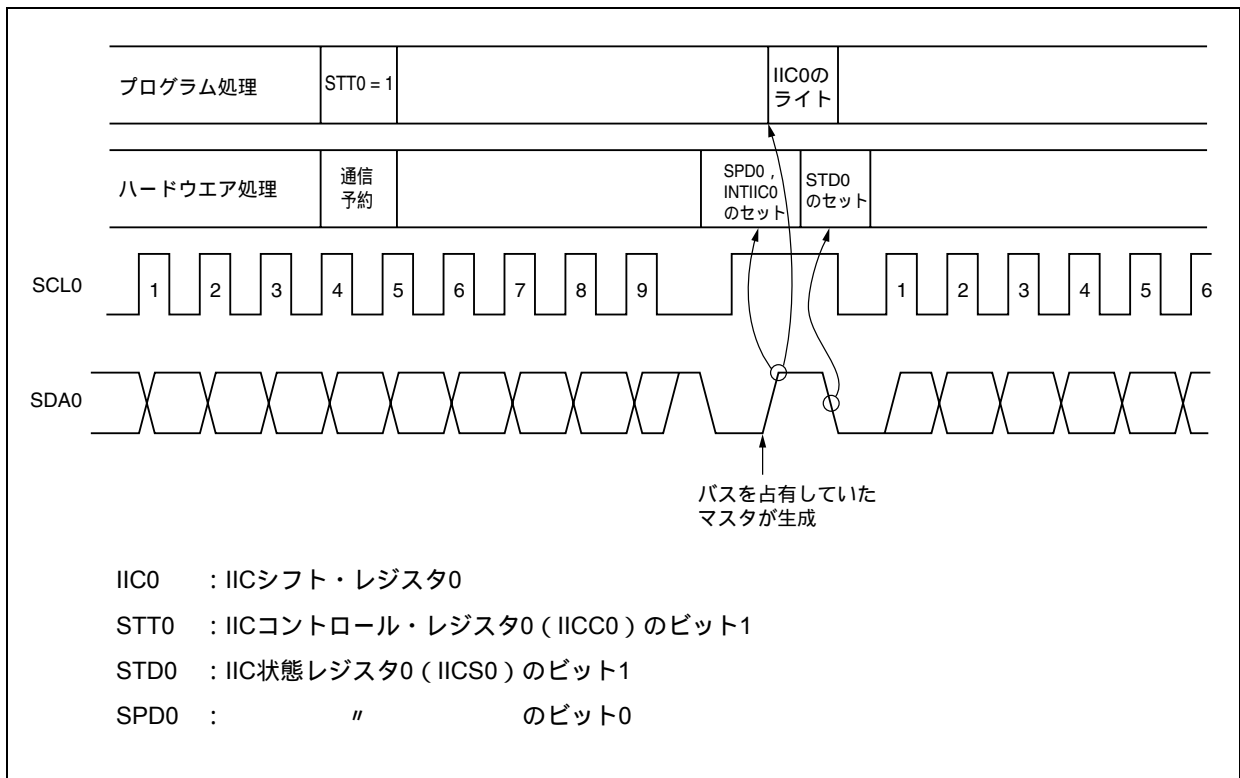 プログラム処理
STT0 = 1
IIC0の
ライト
ハードウエア処理
通信
予約
SPD0，
INTIIC0
のセット
STD0
のセット
SCL0
1 2 3 4 5 6 7 8 9 1 2 3 4 5 6
SDA0
バスを占有していた
マスタが生成
IIC0 ：IICシフト・レジスタ0
STT0 ：IICコントロール・レジスタ0（IICC0）のビット1
STD0 ：IIC状態レジスタ0（IICS0）のビット1
SPD0 ： 〃 のビット0